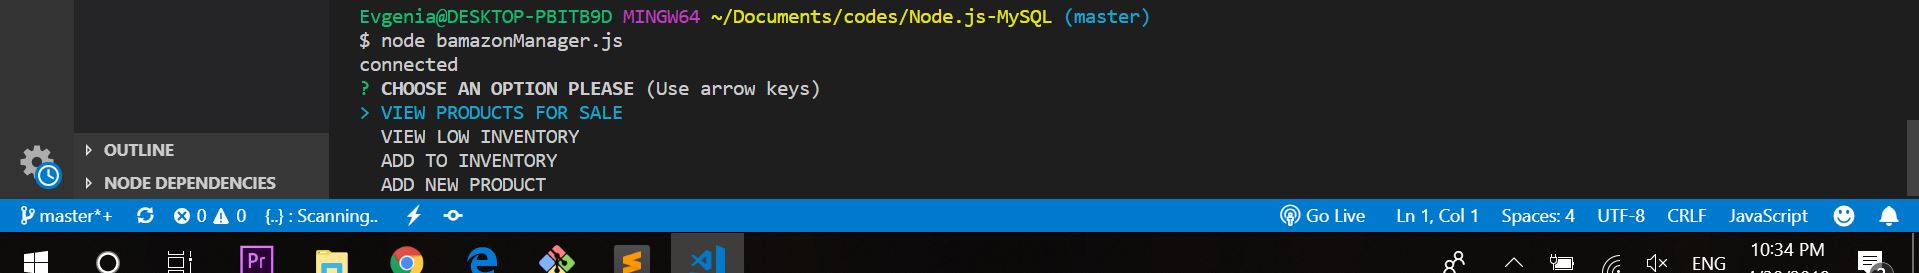 Evgenia@DESKTOP-PBITB9D MINGW64 ~/Documents/codes/Node.js-MySQL (master)
$ node bamazonManager.js
connected
? CHOOSE AN OPTION PLEASE (Use arrow keys)
> VIEW PRODUCTS FOR SALE
VIEW LOW INVENTORY
ADD TO INVENTORY
ADD NEW PRODUCT
OUTLINE
NODE DEPENDENCIES
master*+ 0 0 {..} : Scanning.. Go Live Ln 1, Col 1 Spaces: 4 UTF-8 CRLF JavaScript
Pr ENG 10:34 PM